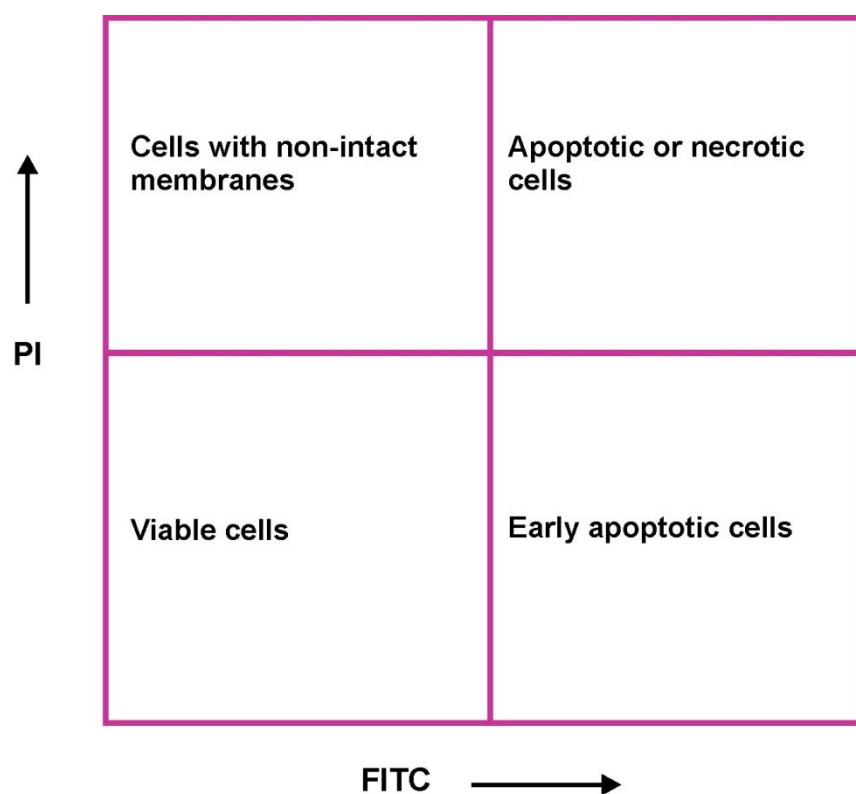 Cells with non-intact
membranes
Apoptotic or necrotic
cells
PI
Viable cells
Early apoptotic cells
FITC